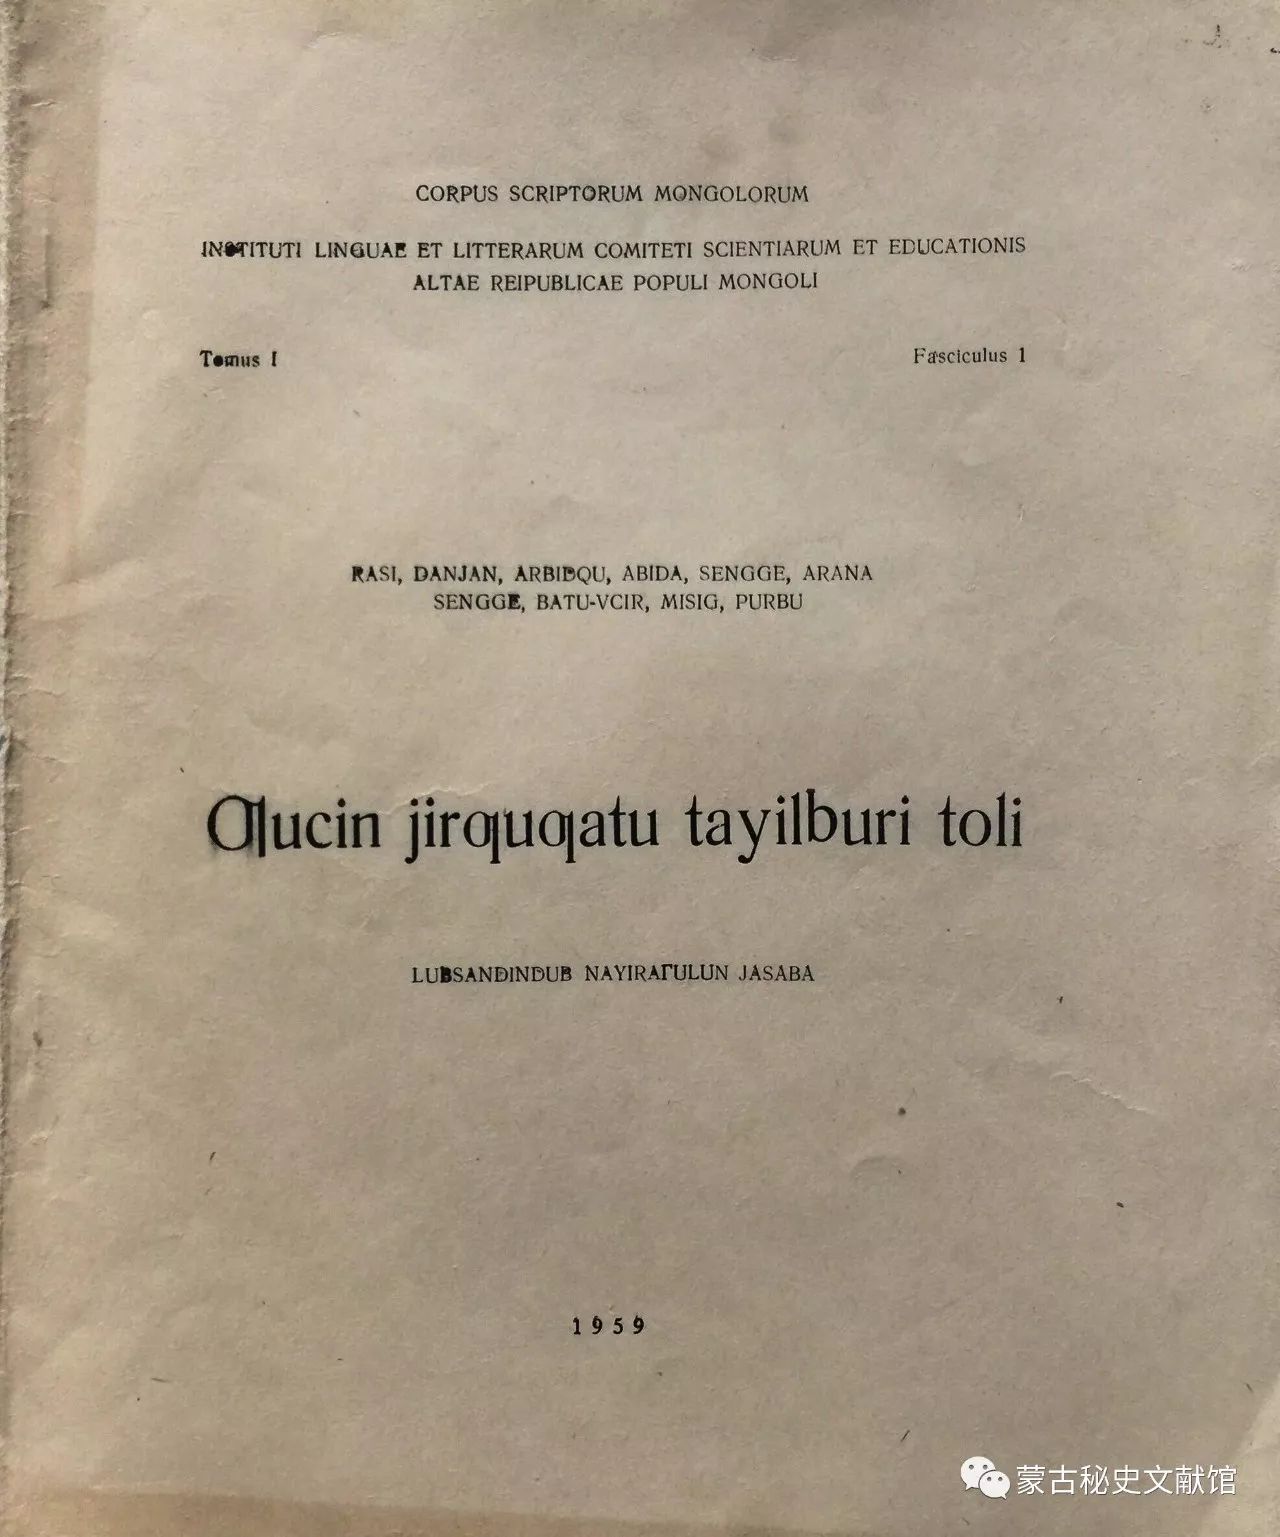 CORPUS SCRIPTORUM MONGOLORUM
INSTITUTI LINGUAE ET LITTERARUM COMITETI SCIENTIARUM ET EDUCATIONIS
ALTAE REIPUBLICAE POPULI MONGOLI
Tomus I Fasciculus 1
RASI, DANJAN, ARBIDQU, ABIDA, SENGGE, ARANA
SENGGE, BATU-VCIR, MISIG, PURBU
Ƣucin jirƣuƣatu tayilburi toli
LUBSANDINDUB NAYIRAΓULUN JASABA
1959
蒙古秘史文献馆